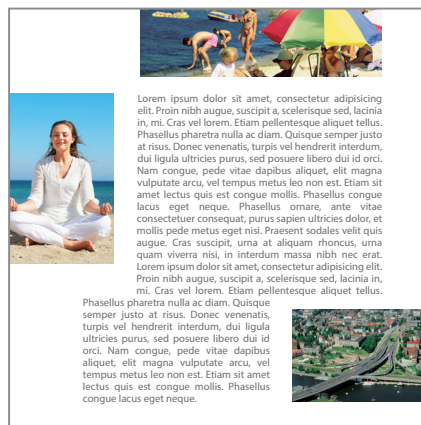 Lorem ipsum dolor sit amet, consectetur adipisicing
elit. Proin nibh augue, suscipit a, scelerisque sed, lacinia
in, mi. Cras vel lorem. Etiam pellentesque aliquet tellus.
Phasellus pharetra nulla ac diam. Quisque semper justo
at risus. Donec venenatis, turpis vel hendrerit interdum,
dui ligula ultricies purus, sed posuere libero dui id orci.
Nam congue, pede vitae dapibus aliquet, elit magna
vulputate arcu, vel tempus metus leo non est. Etiam sit
amet lectus quis est congue mollis. Phasellus congue
lacus eget neque. Phasellus ornare, ante vitae
consectetuer consequat, purus sapien ultricies dolor, et
mollis pede metus eget nisi. Praesent sodales velit quis
augue. Cras suscipit, urna at aliquam rhoncus, urna
quam viverra nisi, in interdum massa nibh nec erat.
Lorem ipsum dolor sit amet, consectetur adipisicing elit.
Proin nibh augue, suscipit a, scelerisque sed, lacinia in,
mi. Cras vel lorem. Etiam pellentesque aliquet tellus.
Phasellus pharetra nulla ac diam. Quisque
semper justo at risus. Donec venenatis,
turpis vel hendrerit interdum, dui ligula
ultricies purus, sed posuere libero dui id
orci. Nam congue, pede vitae dapibus
aliquet, elit magna vulputate arcu, vel
tempus metus leo non est. Etiam sit amet
lectus quis est congue mollis. Phasellus
congue lacus eget neque.